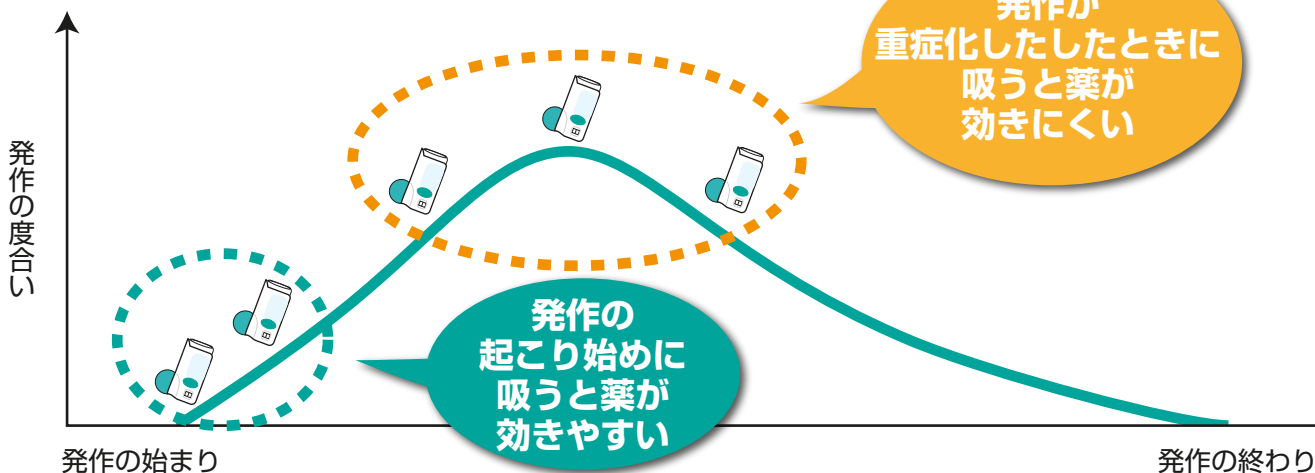 発作が
重症化したしたときに
吸うと薬が
効きにくい
発作の度合い
発作の
起こり始めに
吸うと薬が
効きやすい
発作の始まり
発作の終わり